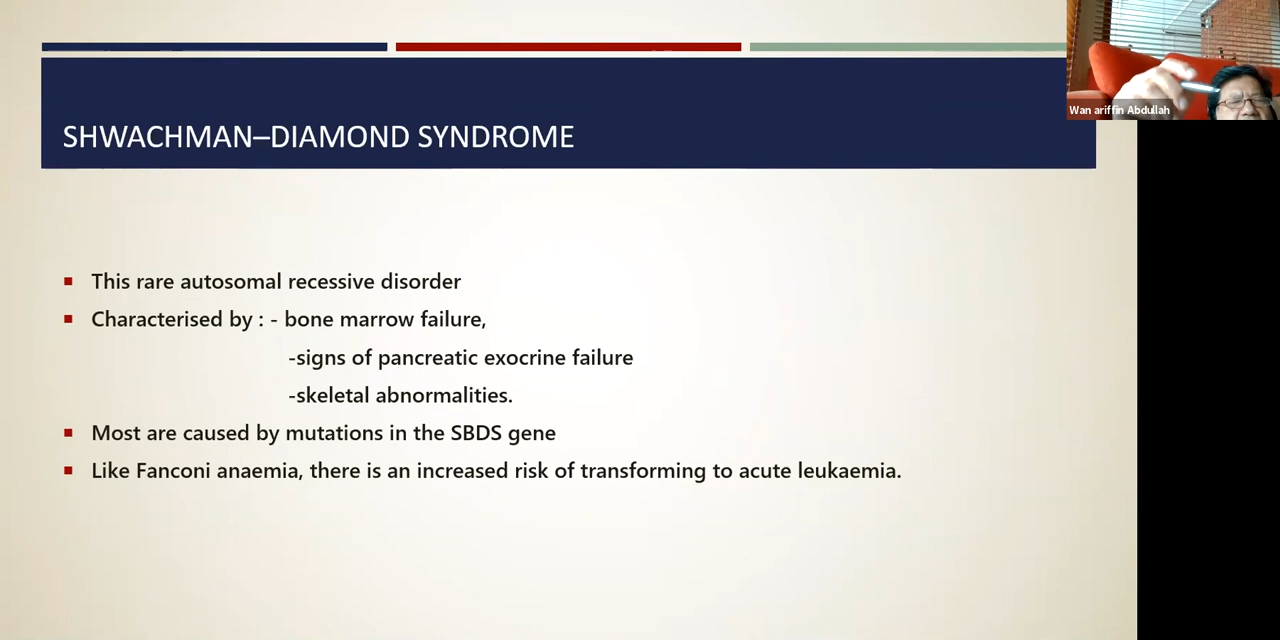 Wan ariffin Abdullah
SHWACHMAN–DIAMOND SYNDROME
This rare autosomal recessive disorder
Characterised by : - bone marrow failure,
-signs of pancreatic exocrine failure
-skeletal abnormalities.
Most are caused by mutations in the SBDS gene
Like Fanconi anaemia, there is an increased risk of transforming to acute leukaemia.